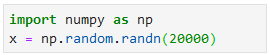 import numpy as np
x = np.random.randn(20000)